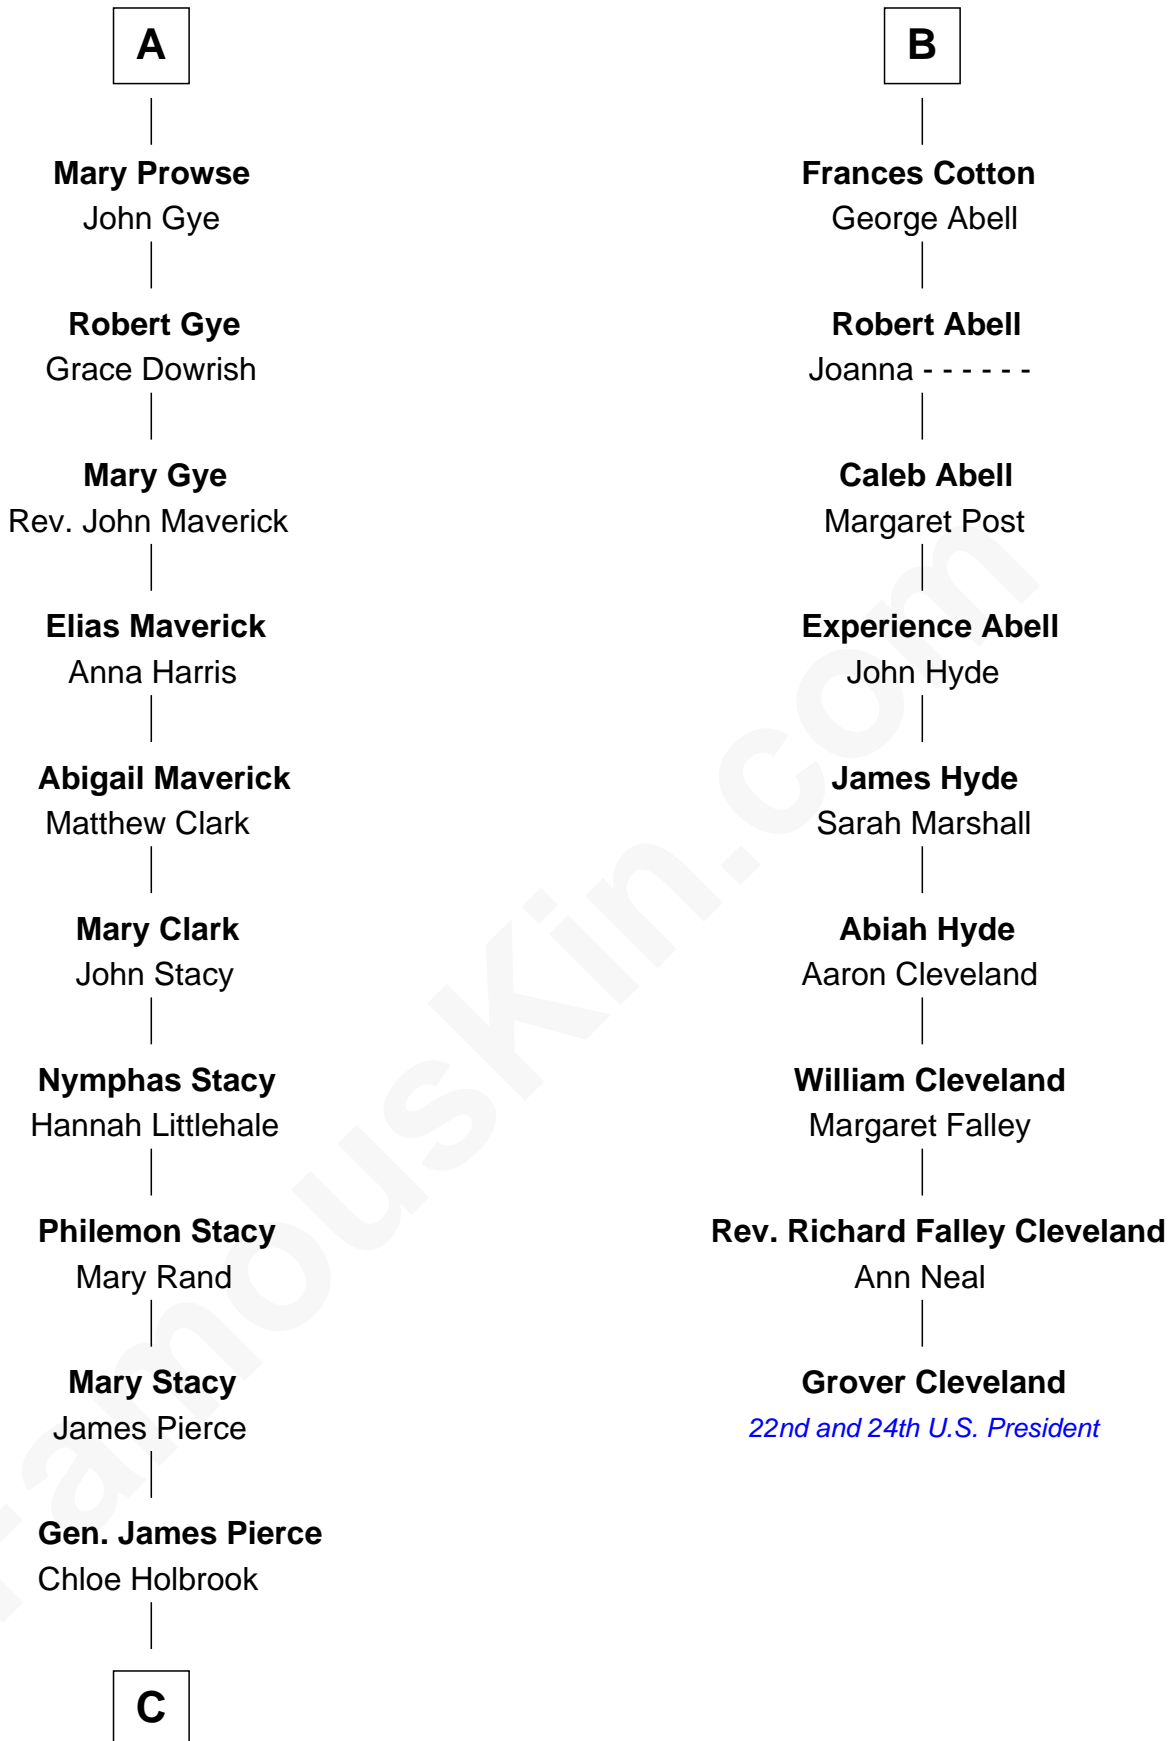 A
Mary Prowse
John Gye
Robert Gye
Grace Dowrish
Mary Gye
Rev. John Maverick
Elias Maverick
Anna Harris
Abigail Maverick
Matthew Clark
Mary Clark
John Stacy
Nymphas Stacy
Hannah Littlehale
Philemon Stacy
Mary Rand
Mary Stacy
James Pierce
Gen. James Pierce
Chloe Holbrook
C
B
Frances Cotton
George Abell
Robert Abell
Joanna - - - - - -
Caleb Abell
Margaret Post
Experience Abell
John Hyde
James Hyde
Sarah Marshall
Abiah Hyde
Aaron Cleveland
William Cleveland
Margaret Falley
Rev. Richard Falley Cleveland
Ann Neal
Grover Cleveland
22nd and 24th U.S. President
FamousKin.com